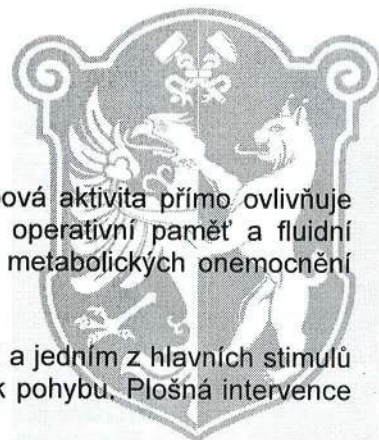 ová aktivita přímo ovlivňuje
operativní paměť a fluidní
metabolických onemocnění
a jedním z hlavních stimulů
k pohybu. Plošná intervence